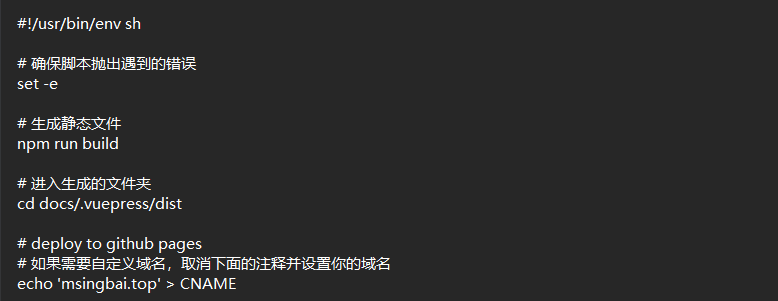 #!/usr/bin/env sh
# 确保脚本抛出遇到的错误
set -e
# 生成静态文件
npm run build
# 进入生成的文件夹
cd docs/.vuepress/dist
# deploy to github pages
# 如果需要自定义域名，取消下面的注释并设置你的域名
echo 'msingbai.top' > CNAME